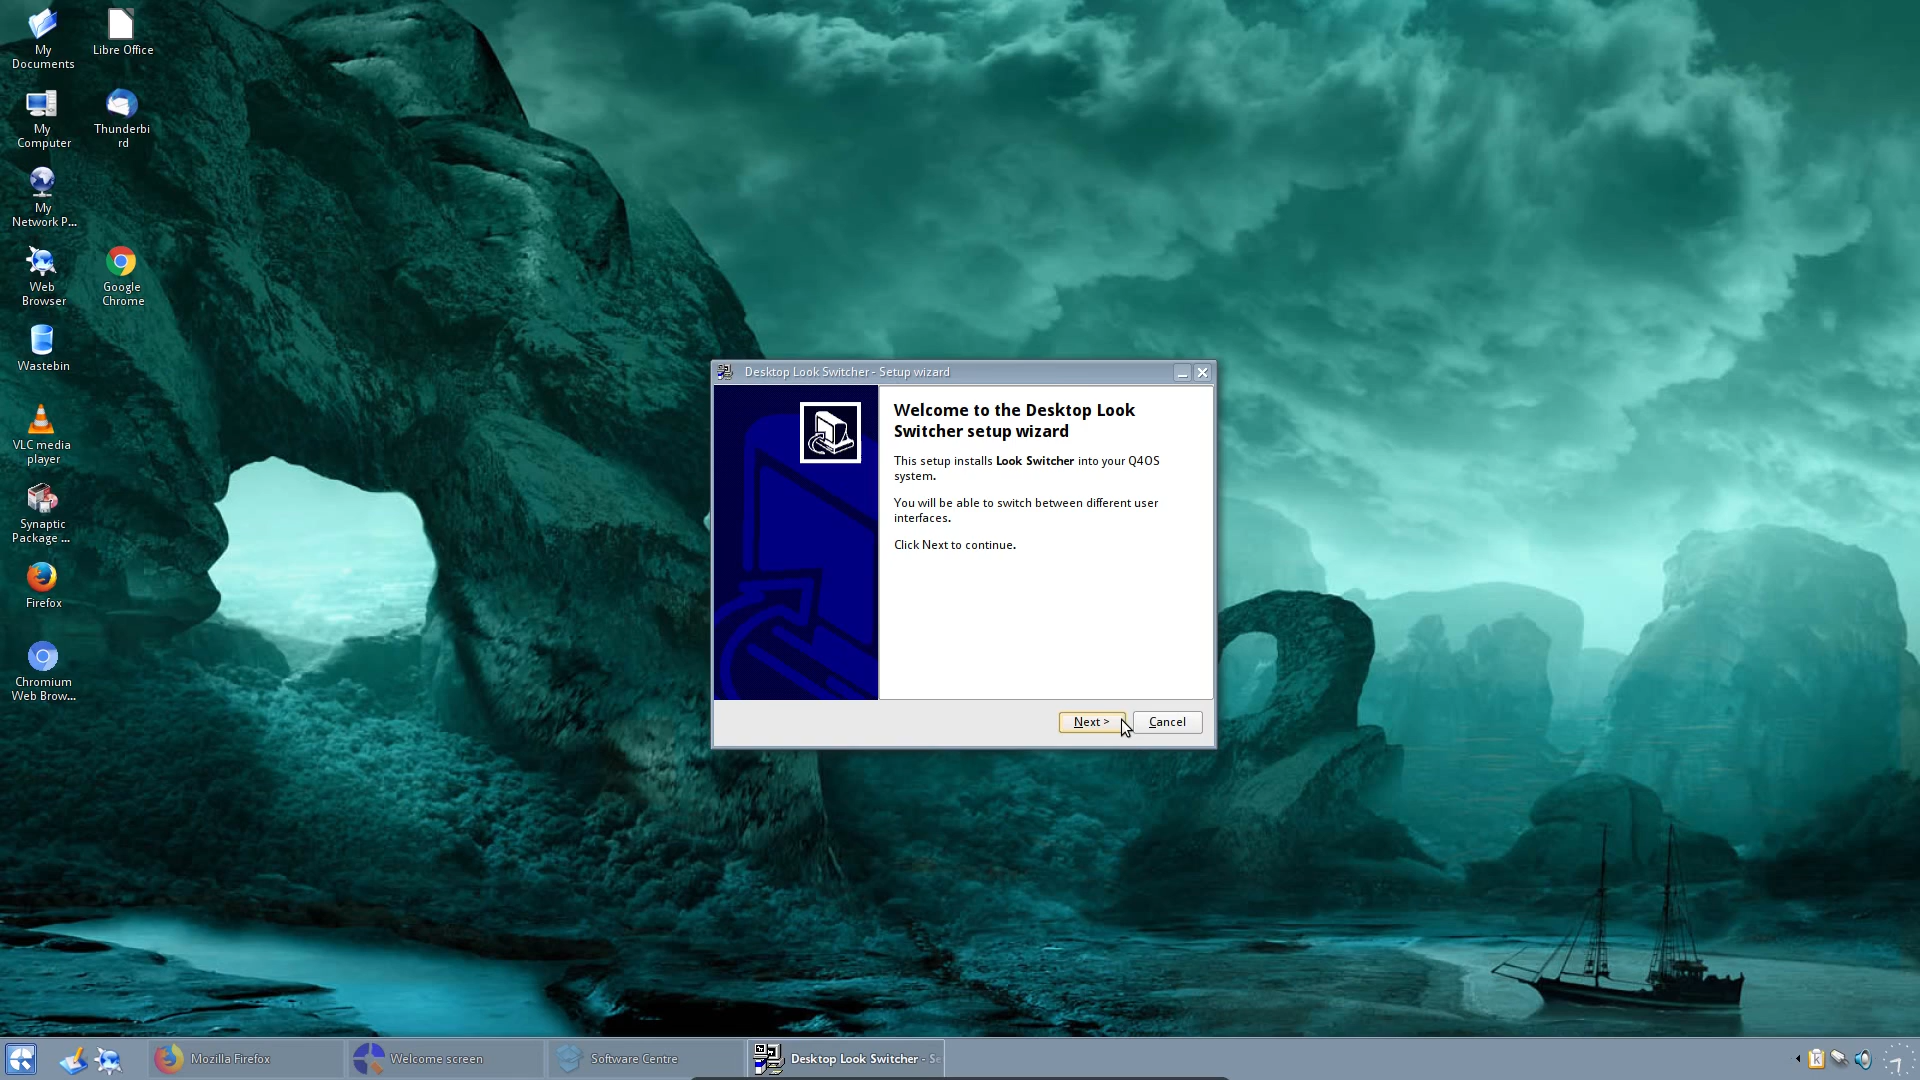 My
Documents
Libre Office
My
Computer
Thunderbi
rd
My
Network P...
Web
Browser
Google
Chrome
Wastebin
VLC media
player
Synaptic
Package ...
Firefox
Chromium
Web Brow...
Desktop Look Switcher - Setup wizard
Welcome to the Desktop Look
Switcher setup wizard
This setup installs Look Switcher into your Q4OS
system.
You will be able to switch between different user
interfaces.
Click Next to continue.
Next >
Cancel
Mozilla Firefox
Welcome screen
Software Centre
Desktop Look Switcher - Se